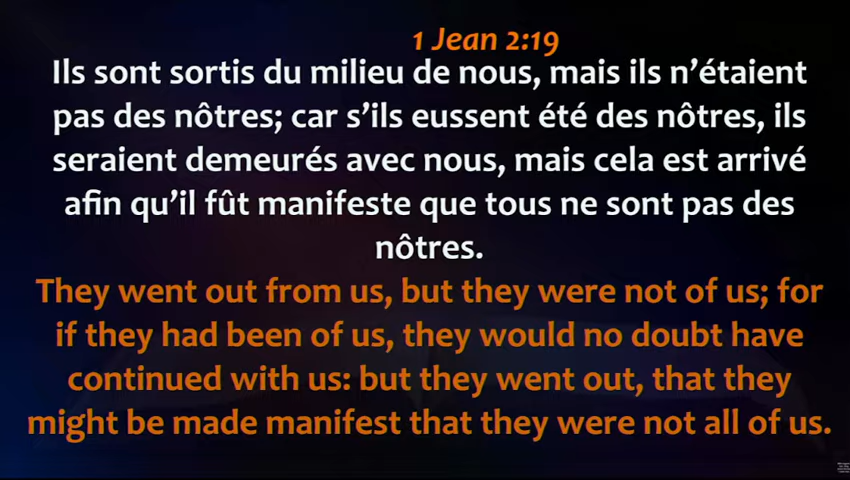 1 Jean 2:19
Ils sont sortis du milieu de nous, mais ils n’étaient
pas des nôtres; car s’ils eussent été des nôtres, ils
seraient demeurés avec nous, mais cela est arrivé
afin qu’il fût manifeste que tous ne sont pas des
nôtres.
They went out from us, but they were not of us; for
if they had been of us, they would no doubt have
continued with us: but they went out, that they
might be made manifest that they were not all of us.